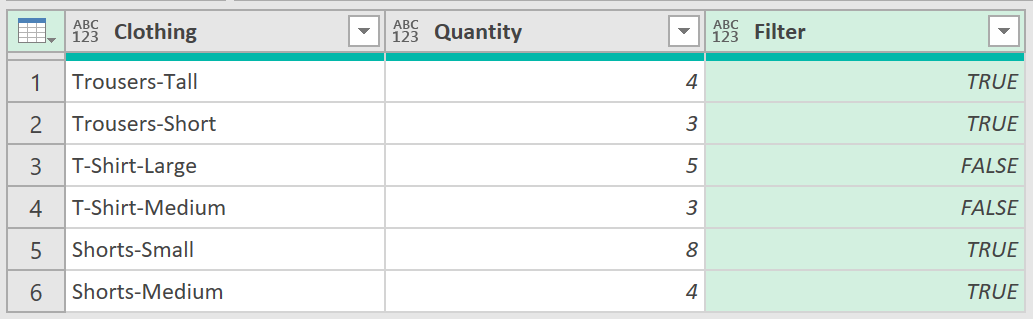 ABC 123 Clothing ABC 123 Quantity ABC 123 Filter
1 Trousers-Tall 4 TRUE
2 Trousers-Short 3 TRUE
3 T-Shirt-Large 5 FALSE
4 T-Shirt-Medium 3 FALSE
5 Shorts-Small 8 TRUE
6 Shorts-Medium 4 TRUE